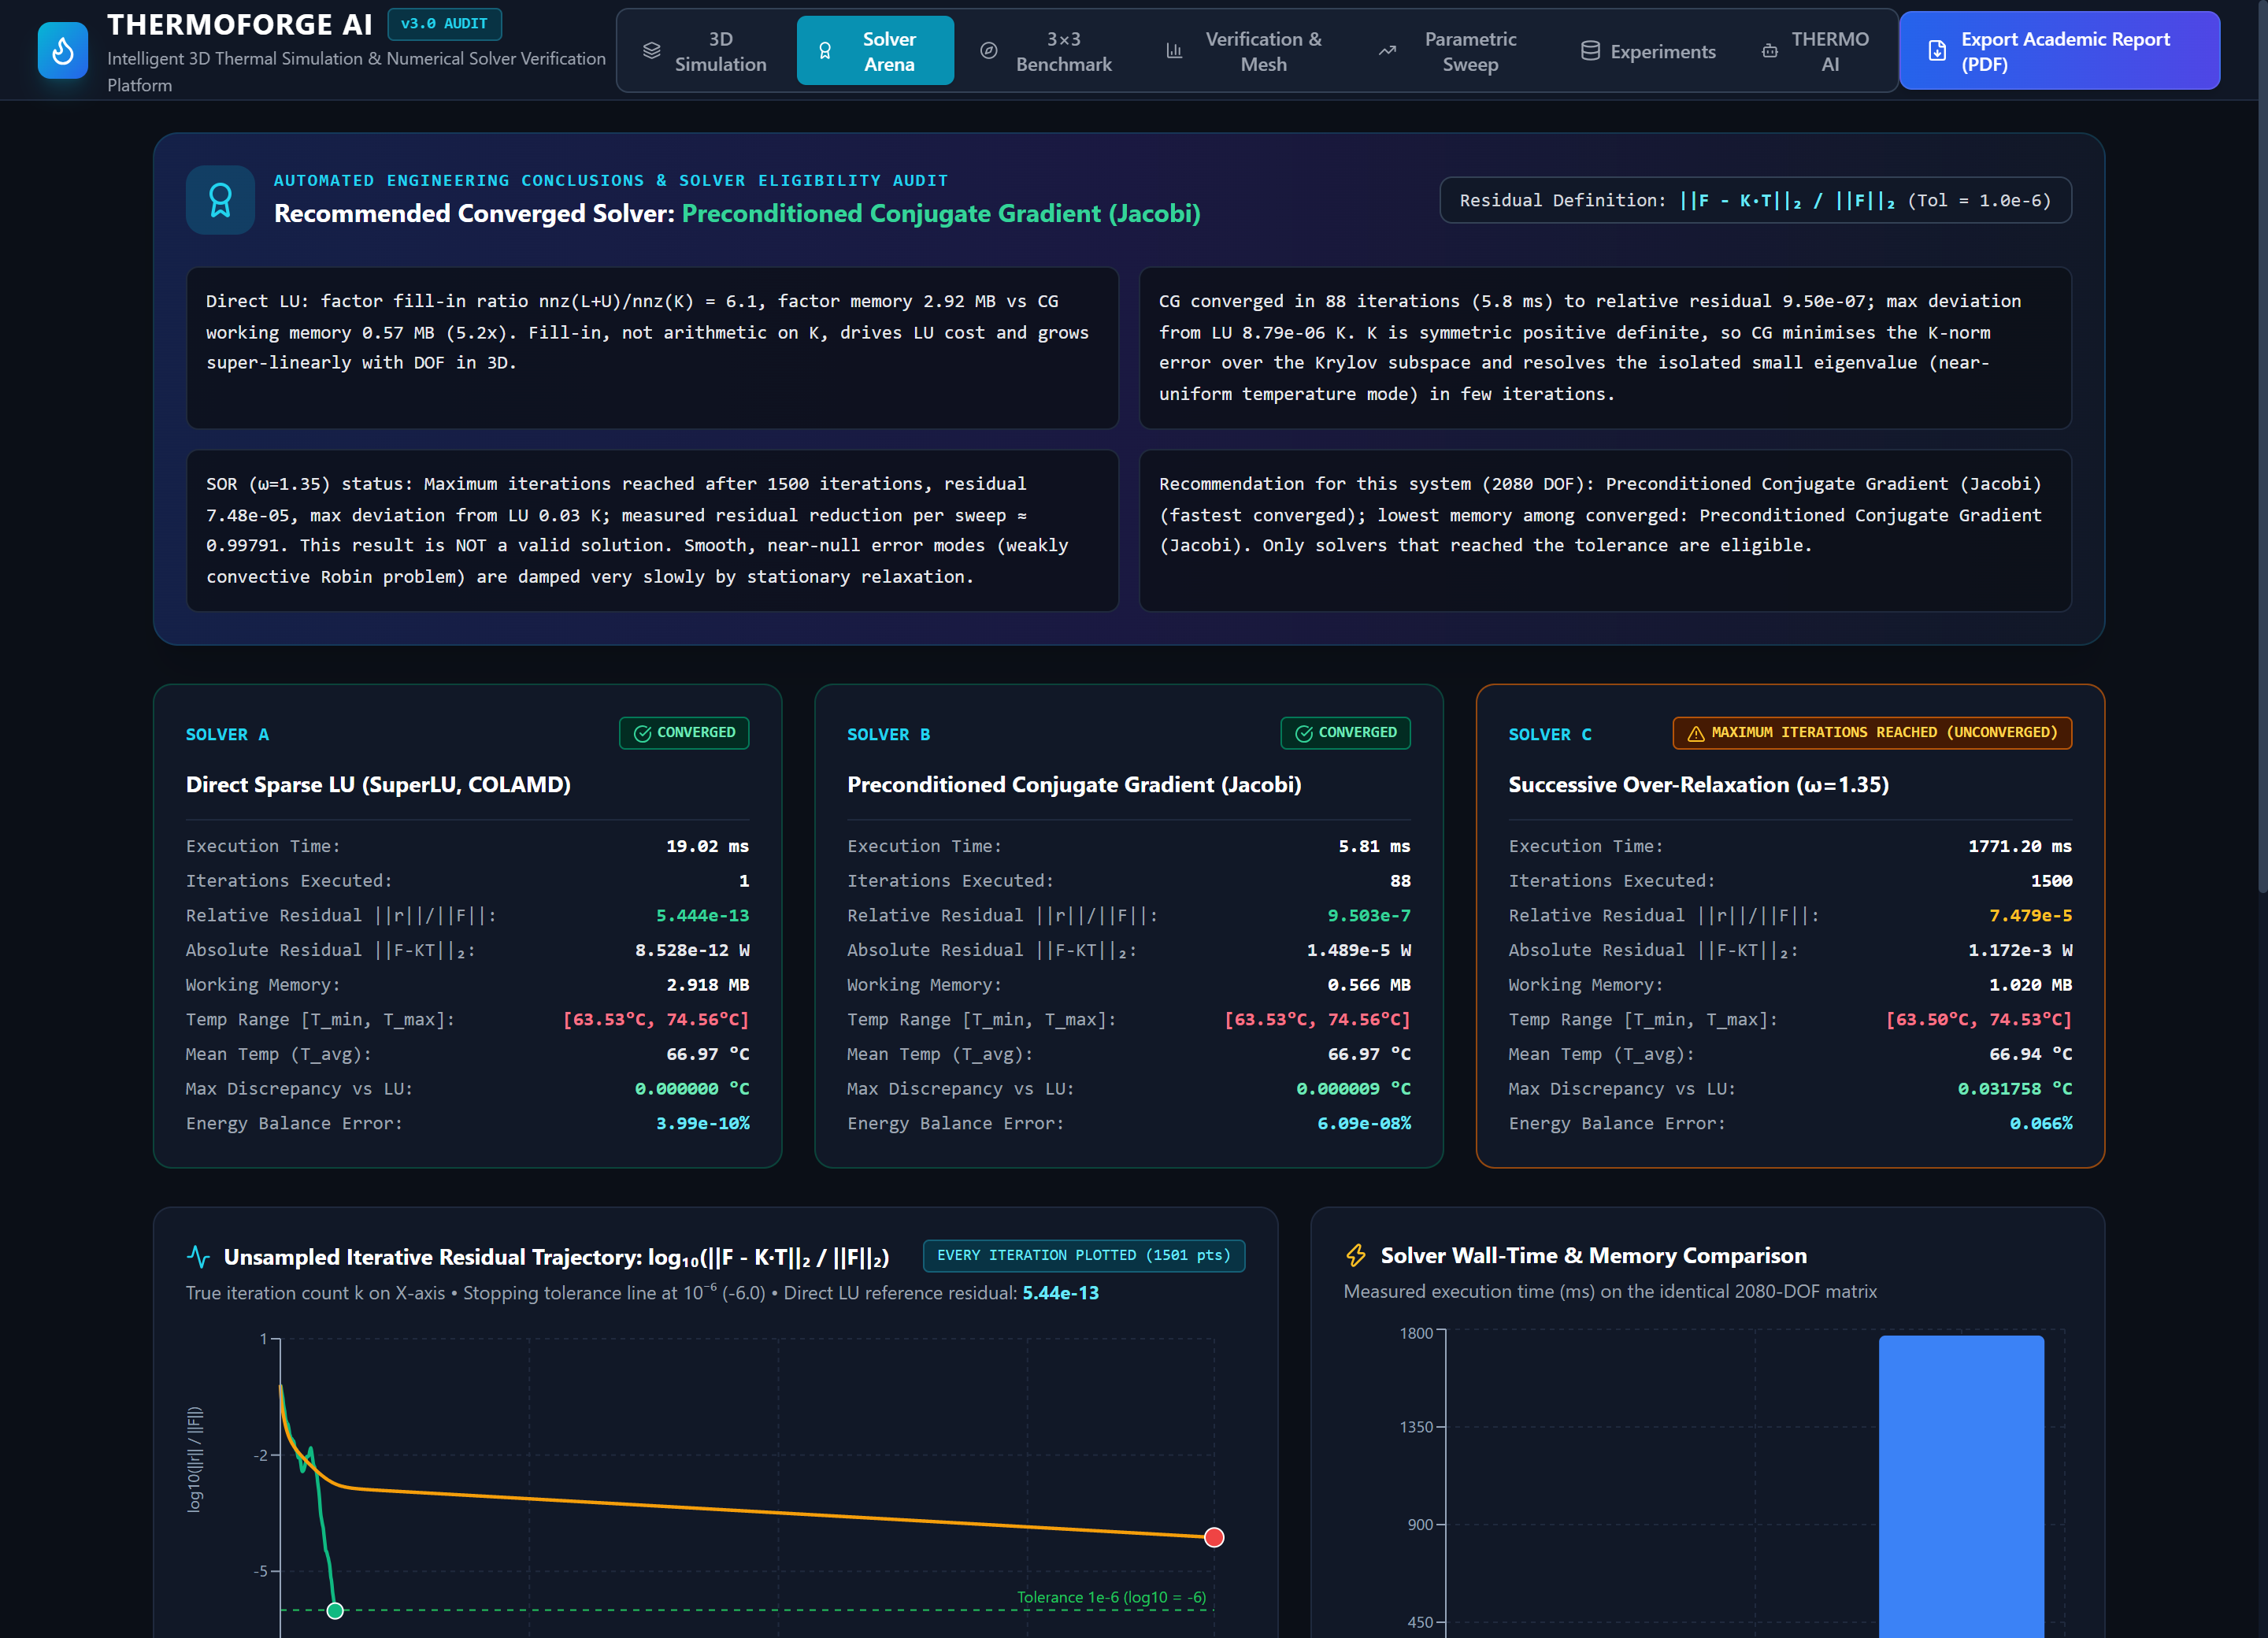 THERMOFORGE AI
v3.0 AUDIT
Intelligent 3D Thermal Simulation & Numerical Solver Verification
Platform
3D
Simulation
Solver
Arena
3×3
Benchmark
Verification &
Mesh
Parametric
Sweep
Experiments
THERMO
AI
Export Academic Report
(PDF)
AUTOMATED ENGINEERING CONCLUSIONS & SOLVER ELIGIBILITY AUDIT
Recommended Converged Solver: Preconditioned Conjugate Gradient (Jacobi)
Residual Definition: ||F - K·T||₂ / ||F||₂ (Tol = 1.0e-6)
Direct LU: factor fill-in ratio nnz(L+U)/nnz(K) = 6.1, factor memory 2.92 MB vs CG
working memory 0.57 MB (5.2x). Fill-in, not arithmetic on K, drives LU cost and grows
super-linearly with DOF in 3D.
CG converged in 88 iterations (5.8 ms) to relative residual 9.50e-07; max deviation
from LU 8.79e-06 K. K is symmetric positive definite, so CG minimises the K-norm
error over the Krylov subspace and resolves the isolated small eigenvalue (near-
uniform temperature mode) in few iterations.
SOR (ω=1.35) status: Maximum iterations reached after 1500 iterations, residual
7.48e-05, max deviation from LU 0.03 K; measured residual reduction per sweep ≈
0.99791. This result is NOT a valid solution. Smooth, near-null error modes (weakly
convective Robin problem) are damped very slowly by stationary relaxation.
Recommendation for this system (2080 DOF): Preconditioned Conjugate Gradient (Jacobi)
(fastest converged); lowest memory among converged: Preconditioned Conjugate Gradient
(Jacobi). Only solvers that reached the tolerance are eligible.
SOLVER A
CONVERGED
Direct Sparse LU (SuperLU, COLAMD)
Execution Time: 19.02 ms
Iterations Executed: 1
Relative Residual ||r||/||F||: 5.444e-13
Absolute Residual ||F-KT||₂: 8.528e-12 W
Working Memory: 2.918 MB
Temp Range [T_min, T_max]: [63.53°C, 74.56°C]
Mean Temp (T_avg): 66.97 °C
Max Discrepancy vs LU: 0.000000 °C
Energy Balance Error: 3.99e-10%
SOLVER B
CONVERGED
Preconditioned Conjugate Gradient (Jacobi)
Execution Time: 5.81 ms
Iterations Executed: 88
Relative Residual ||r||/||F||: 9.503e-7
Absolute Residual ||F-KT||₂: 1.489e-5 W
Working Memory: 0.566 MB
Temp Range [T_min, T_max]: [63.53°C, 74.56°C]
Mean Temp (T_avg): 66.97 °C
Max Discrepancy vs LU: 0.000009 °C
Energy Balance Error: 6.09e-08%
SOLVER C
MAXIMUM ITERATIONS REACHED (UNCONVERGED)
Successive Over-Relaxation (ω=1.35)
Execution Time: 1771.20 ms
Iterations Executed: 1500
Relative Residual ||r||/||F||: 7.479e-5
Absolute Residual ||F-KT||₂: 1.172e-3 W
Working Memory: 1.020 MB
Temp Range [T_min, T_max]: [63.50°C, 74.53°C]
Mean Temp (T_avg): 66.94 °C
Max Discrepancy vs LU: 0.031758 °C
Energy Balance Error: 0.066%
Unsampled Iterative Residual Trajectory: log₁₀(||F - K·T||₂ / ||F||₂)
EVERY ITERATION PLOTTED (1501 pts)
True iteration count k on X-axis • Stopping tolerance line at 10⁻⁶ (-6.0) • Direct LU reference residual: 5.44e-13
1
-2
-5
log10(||r|| / ||F||)
Tolerance 1e-6 (log10 = -6)
Solver Wall-Time & Memory Comparison
Measured execution time (ms) on the identical 2080-DOF matrix
1800
1350
900
450